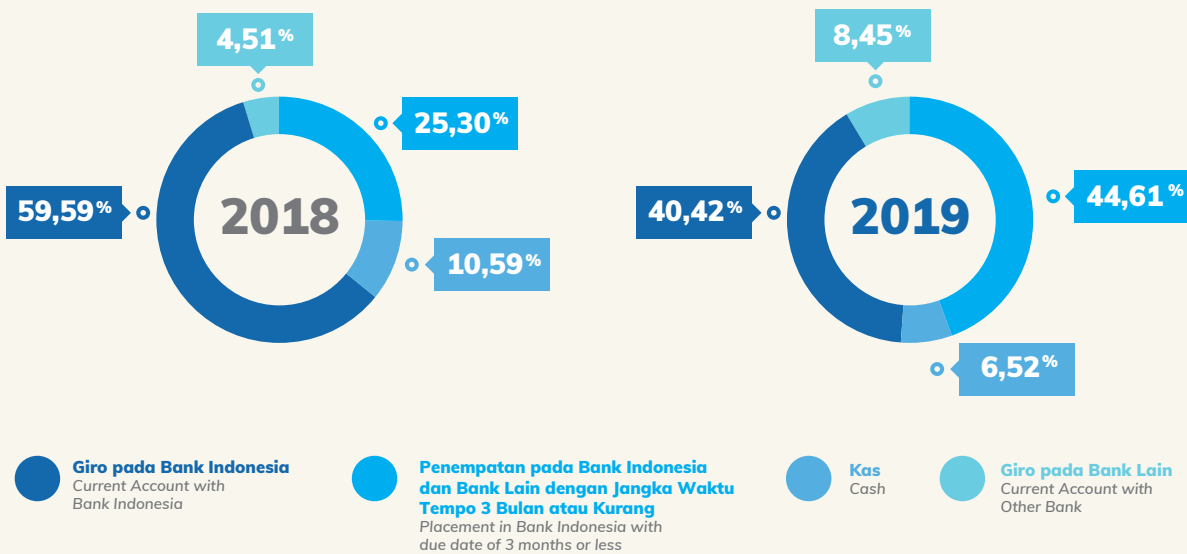 4,51%
25,30%
59,59%
2018
10,59%
8,45%
44,61%
40,42%
2019
6,52%
Giro pada Bank Indonesia
Current Account with
Bank Indonesia
Penempatan pada Bank Indonesia
dan Bank Lain dengan Jangka Waktu
Tempo 3 Bulan atau Kurang
Placement in Bank Indonesia with
due date of 3 months or less
Kas
Cash
Giro pada Bank Lain
Current Account with
Other Bank